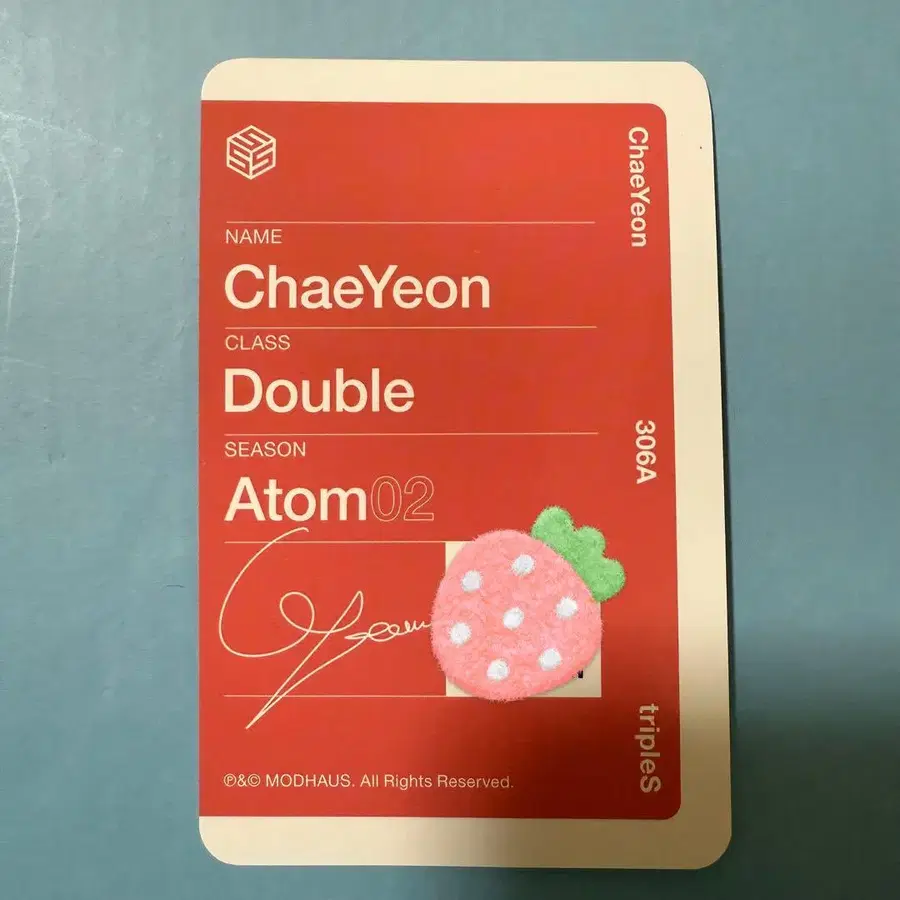 NAME
ChaeYeon
CLASS
Double
SEASON
Atom02
℗&© MODHAUS. All Rights Reserved.
ChaeYeon
306A
tripleS